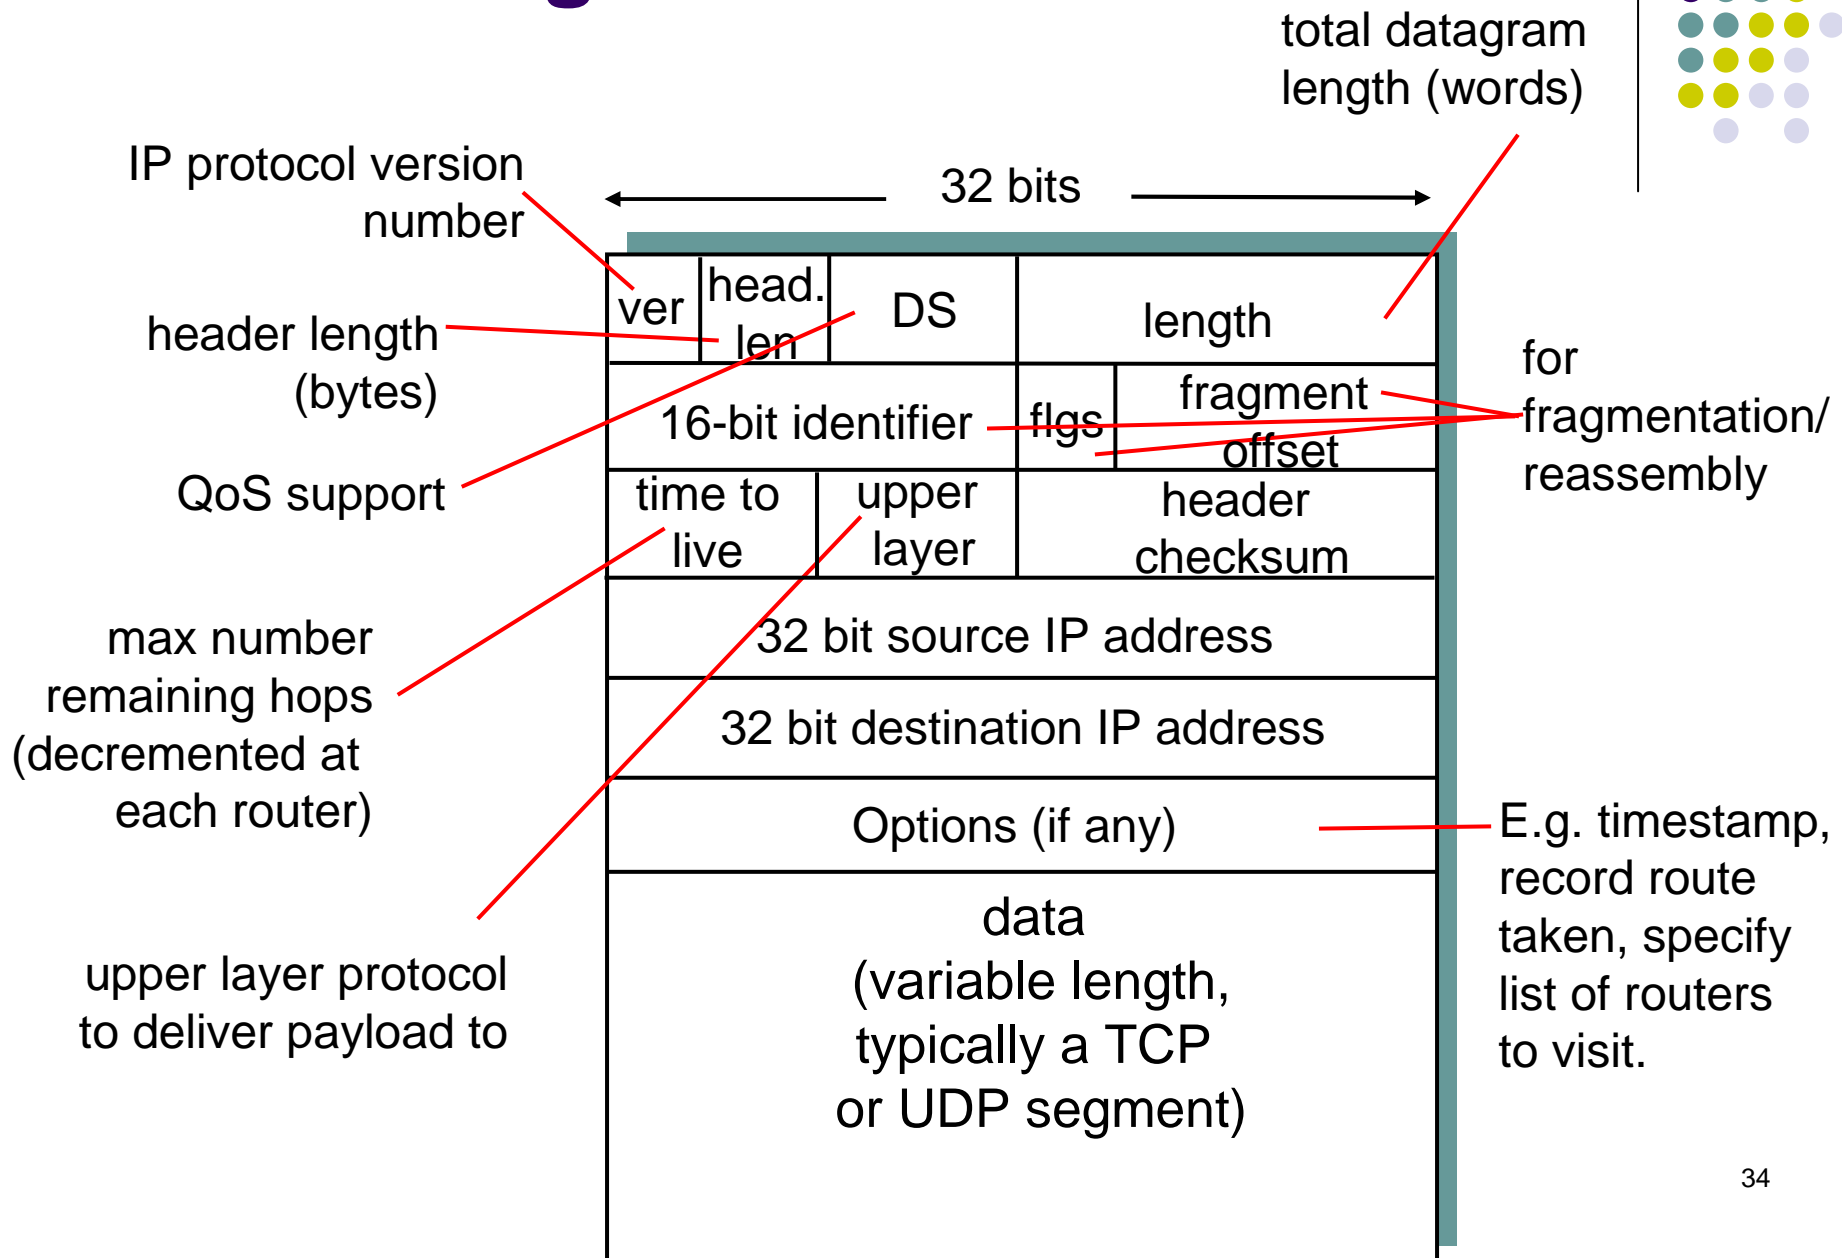 total datagram
length (words)
IP protocol version
number
32 bits
ver
head.
len
DS
length
header length
(bytes)
for
fragmentation/
reassembly
16-bit identifier
flgs
fragment
offset
QoS support
time to
live
upper
layer
header
checksum
max number
remaining hops
(decremented at
each router)
32 bit source IP address
32 bit destination IP address
Options (if any)
E.g. timestamp,
record route
taken, specify
list of routers
to visit.
upper layer protocol
to deliver payload to
data
(variable length,
typically a TCP
or UDP segment)
34